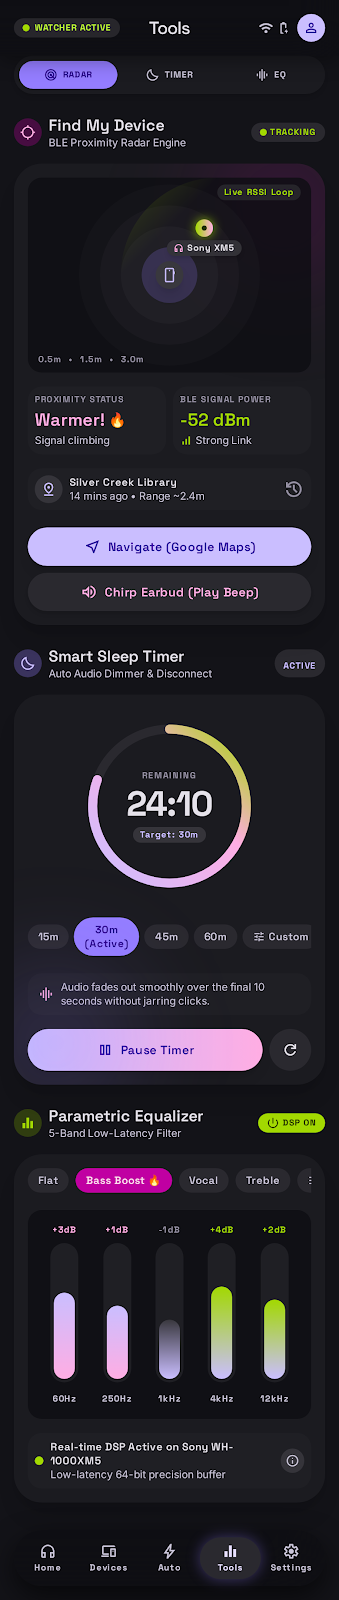 WATCHER ACTIVE
Tools
RADAR
TIMER
EQ
Find My Device
BLE Proximity Radar Engine
TRACKING
Live RSSI Loop
Sony XM5
0.5m • 1.5m • 3.0m
PROXIMITY STATUS
Warmer! 🔥
Signal climbing
BLE SIGNAL POWER
-52 dBm
Strong Link
Silver Creek Library
14 mins ago • Range ~2.4m
Navigate (Google Maps)
Chirp Earbud (Play Beep)
Smart Sleep Timer
Auto Audio Dimmer & Disconnect
ACTIVE
REMAINING
24:10
Target: 30m
15m
30m
(Active)
45m
60m
Custom
Audio fades out smoothly over the final 10
seconds without jarring clicks.
Pause Timer
Parametric Equalizer
5-Band Low-Latency Filter
DSP ON
Flat
Bass Boost 🔥
Vocal
Treble
+3dB
+1dB
-1dB
+4dB
+2dB
60Hz
250Hz
1kHz
4kHz
12kHz
Real-time DSP Active on Sony WH-
1000XM5
Low-latency 64-bit precision buffer
Home
Devices
Auto
Tools
Settings